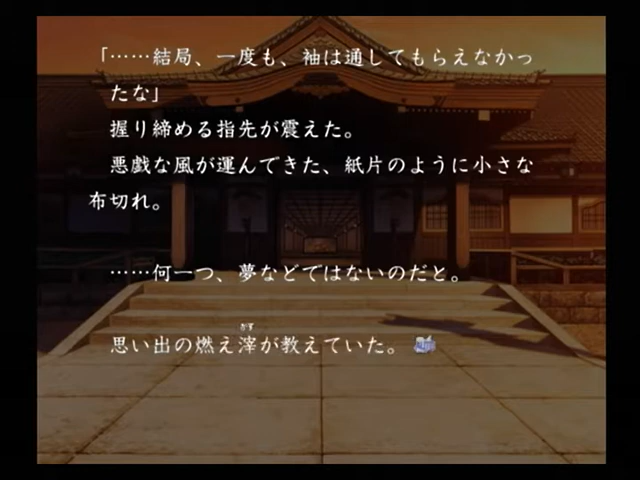 「……結局、一度も、袖は通してもらえなかっ
たな」
握り締める指先が震えた。
悪戯な風が運んできた、紙片のように小さな
布切れ。
……何一つ、夢などではないのだと。
思い出の燃え滓が教えていた。